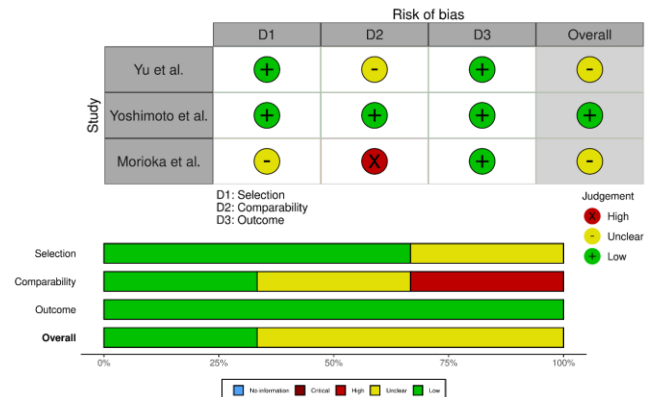 Risk of bias
D1 D2 D3 Overall
Study
Yu et al. + - + -
Yoshimoto et al. + + + +
Morioka et al. - X + -
D1: Selection
D2: Comparability
D3: Outcome
Judgement
X High
- Unclear
+ Low
Selection
Comparability
Outcome
Overall
0% 25% 50% 75% 100%
No information Critical High Unclear Low